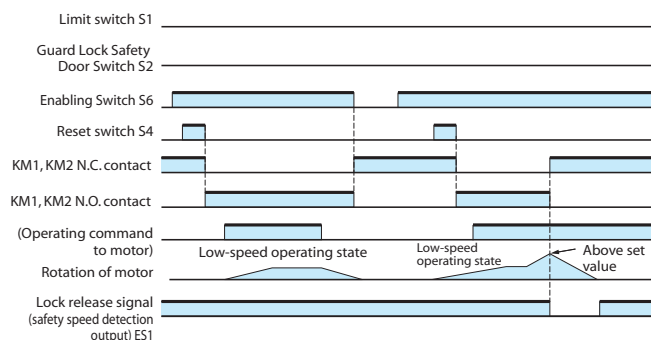 Limit switch S1
Guard Lock Safety
Door Switch S2
Enabling Switch S6
Reset switch S4
KM1, KM2 N.C. contact
KM1, KM2 N.O. contact
(Operating command
to motor)
Low-speed operating state
Low-speed
operating state
Above set
value
Rotation of motor
Lock release signal
(safety speed detection
output) ES1